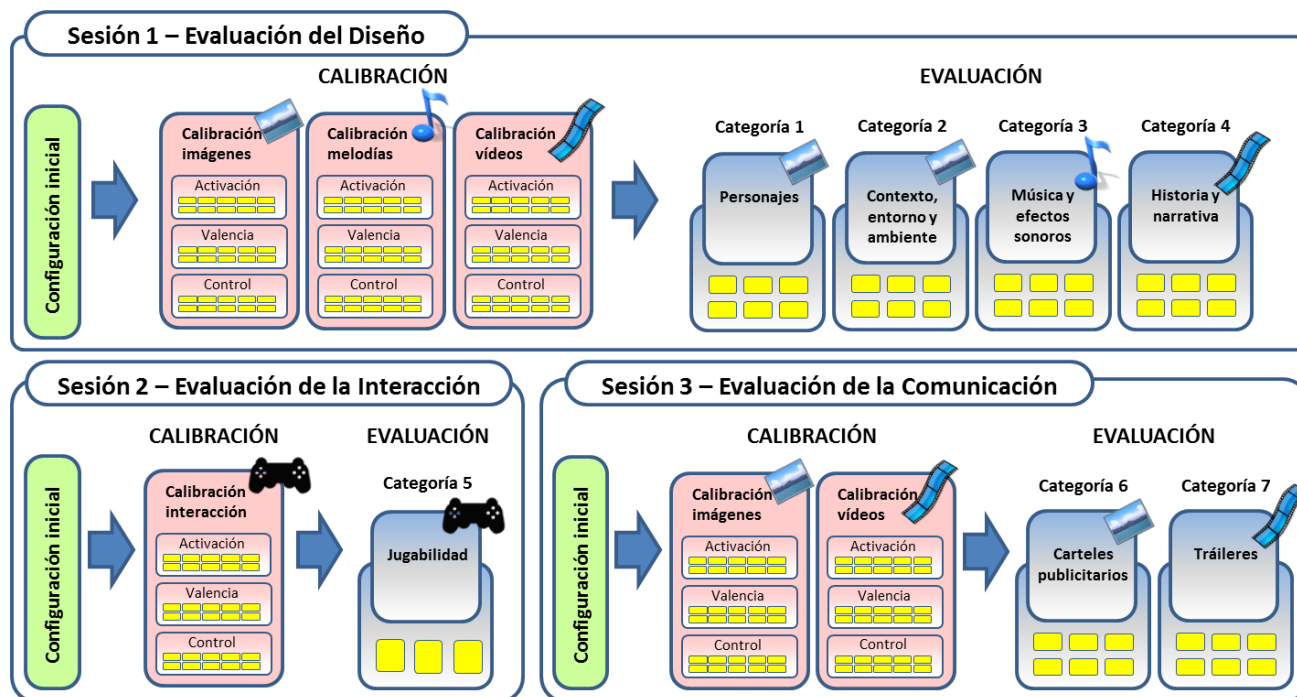 Sesión 1 – Evaluación del Diseño
CALIBRACIÓN
EVALUACIÓN
Configuración inicial
Calibración
imágenes
Activación
Valencia
Control
Calibración
melodías
Activación
Valencia
Control
Calibración
vídeos
Activación
Valencia
Control
Categoría 1
Personajes
Categoría 2
Contexto,
entorno y
ambiente
Categoría 3
Música y
efectos
sonoros
Categoría 4
Historia y
narrativa
Sesión 2 – Evaluación de la Interacción
CALIBRACIÓN
EVALUACIÓN
Configuración inicial
Calibración
interacción
Activación
Valencia
Control
Categoría 5
Jugabilidad
Sesión 3 – Evaluación de la Comunicación
CALIBRACIÓN
EVALUACIÓN
Configuración inicial
Calibración
imágenes
Activación
Valencia
Control
Calibración
vídeos
Activación
Valencia
Control
Categoría 6
Carteles
publicitarios
Categoría 7
Tráileres